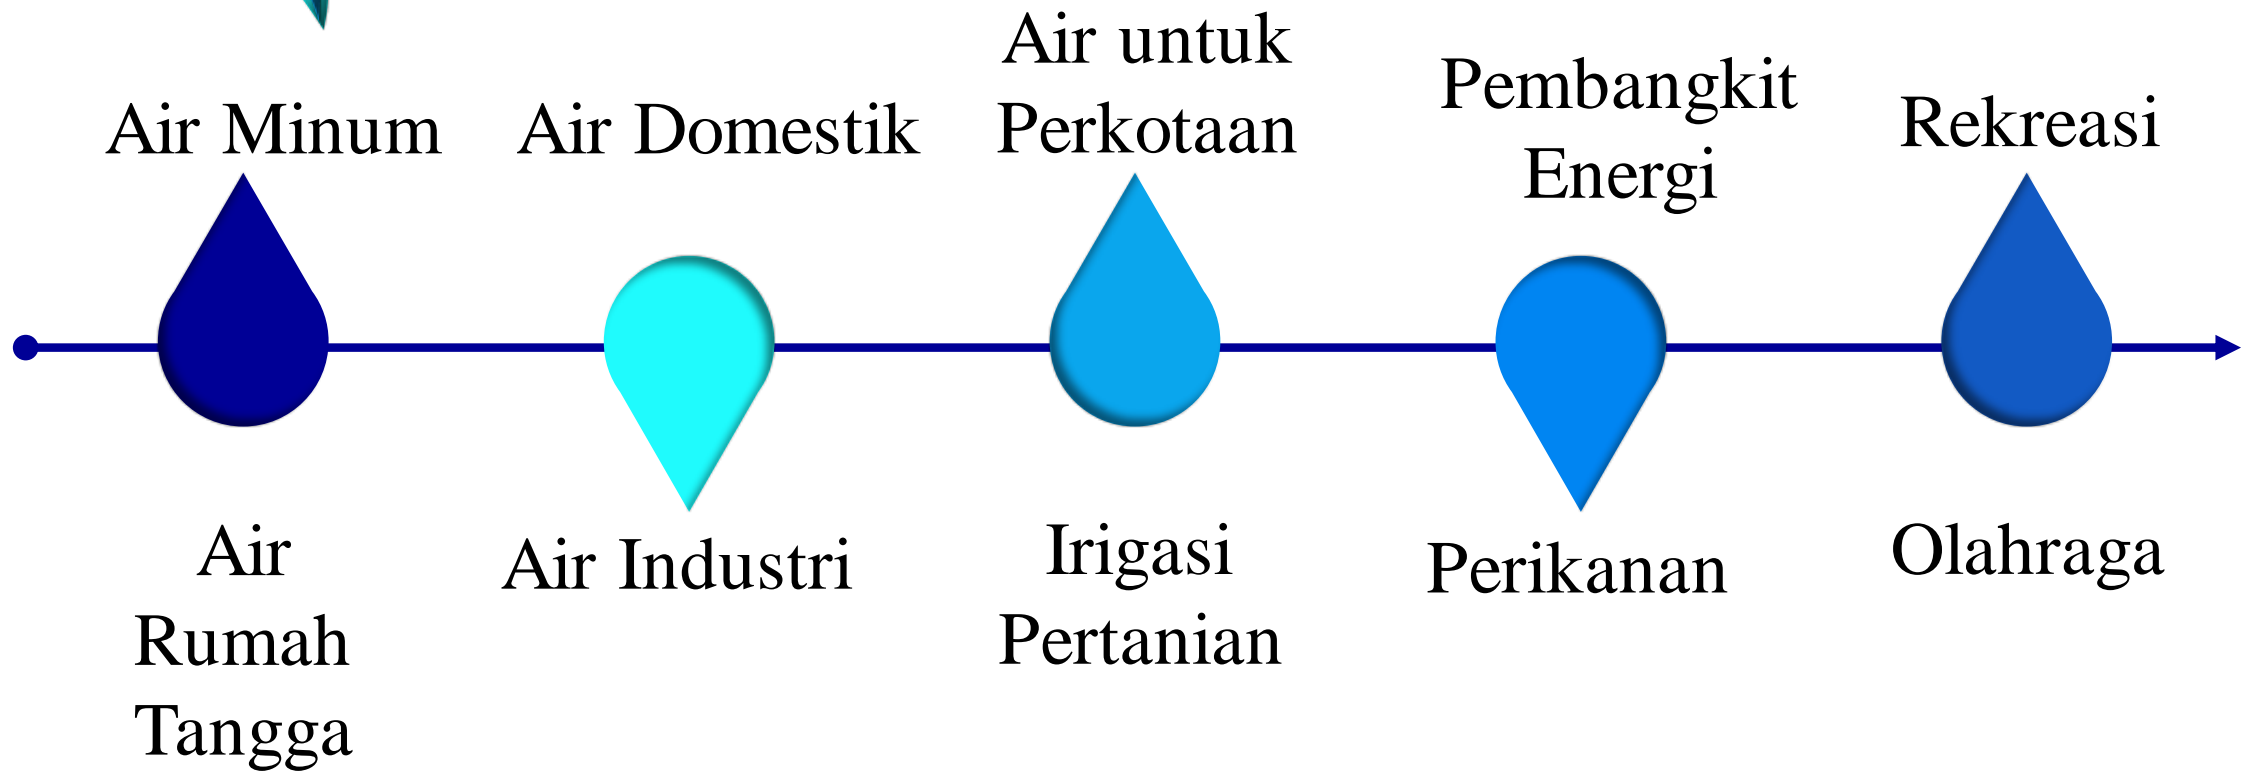 Air Minum
Air Domestik
Air untuk
Perkotaan
Pembangkit
Energi
Rekreasi
Air
Rumah
Tangga
Air Industri
Irigasi
Pertanian
Perikanan
Olahraga